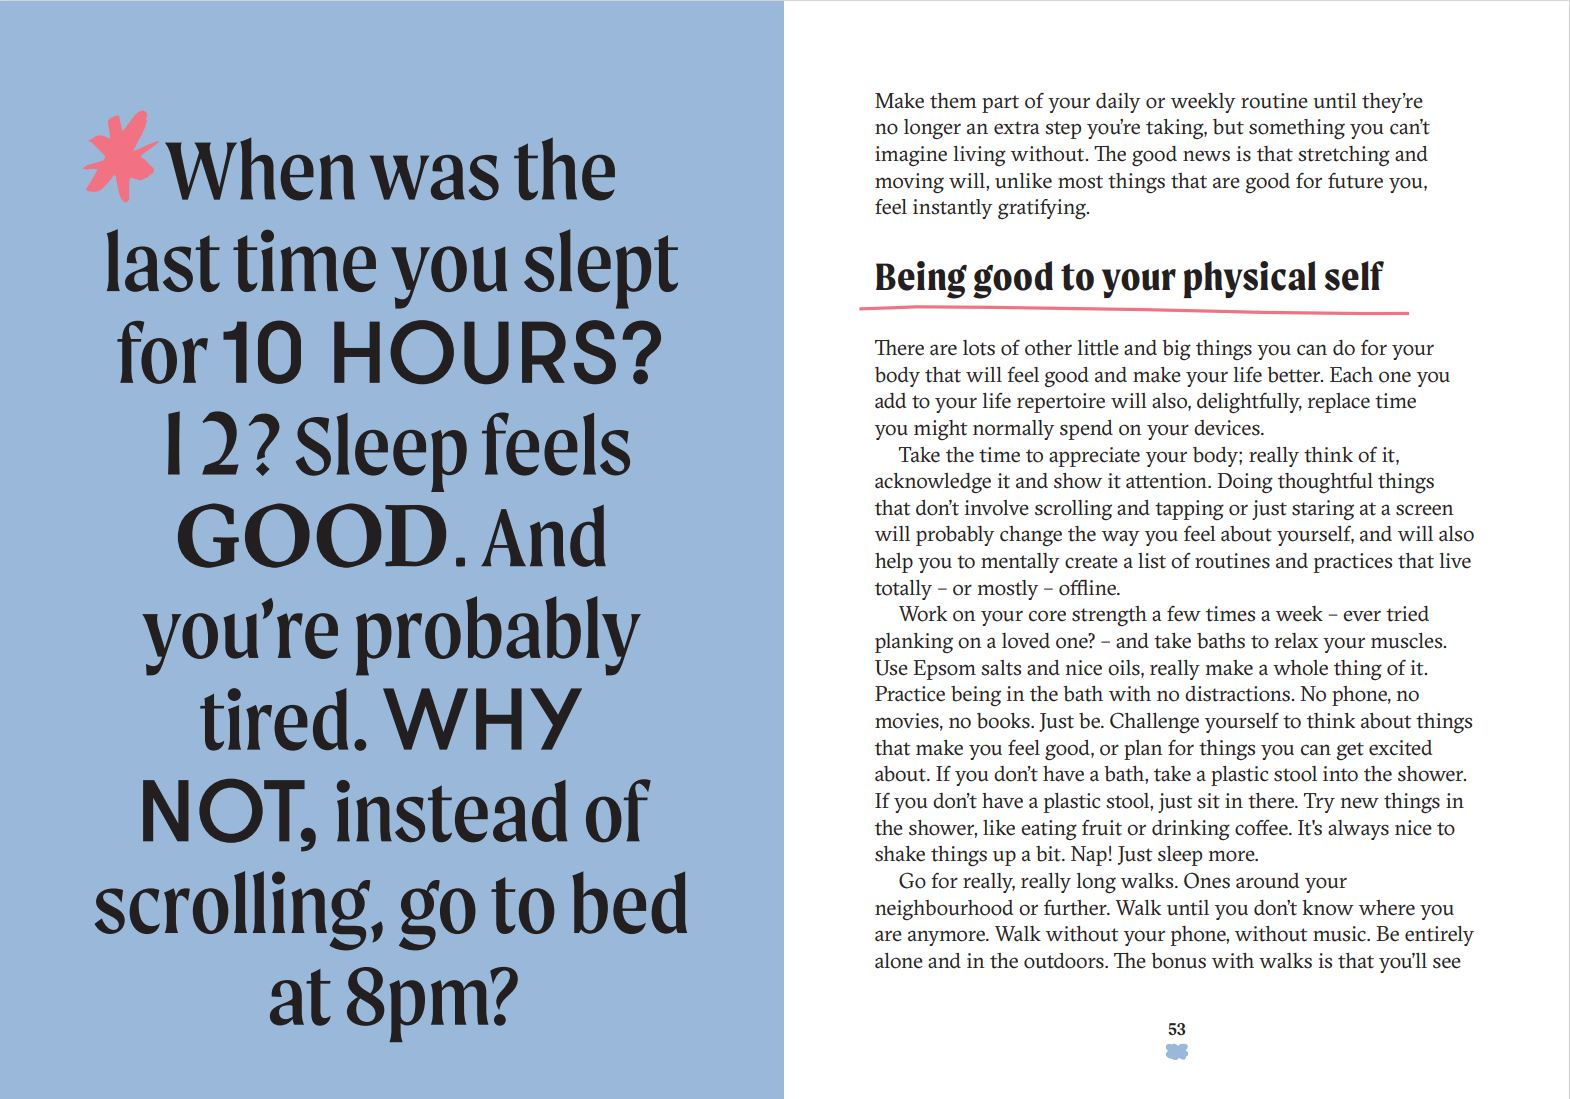 When was the
last time you slept
for 10 HOURS?
12? Sleep feels
GOOD. And
you’re probably
tired. WHY
NOT, instead of
scrolling, go to bed
at 8pm?
Make them part of your daily or weekly routine until they’re
no longer an extra step you’re taking, but something you can’t
imagine living without. The good news is that stretching and
moving will, unlike most things that are good for future you,
feel instantly gratifying.
Being good to your physical self
There are lots of other little and big things you can do for your
body that will feel good and make your life better. Each one you
add to your life repertoire will also, delightfully, replace time
you might normally spend on your devices.
Take the time to appreciate your body; really think of it,
acknowledge it and show it attention. Doing thoughtful things
that don’t involve scrolling and tapping or just staring at a screen
will probably change the way you feel about yourself, and will also
help you to mentally create a list of routines and practices that live
totally – or mostly – offline.
Work on your core strength a few times a week – ever tried
planking on a loved one? – and take baths to relax your muscles.
Use Epsom salts and nice oils, really make a whole thing of it.
Practice being in the bath with no distractions. No phone, no
movies, no books. Just be. Challenge yourself to think about things
that make you feel good, or plan for things you can get excited
about. If you don’t have a bath, take a plastic stool into the shower.
If you don’t have a plastic stool, just sit in there. Try new things in
the shower, like eating fruit or drinking coffee. It’s always nice to
shake things up a bit. Nap! Just sleep more.
Go for really, really long walks. Ones around your
neighbourhood or further. Walk until you don’t know where you
are anymore. Walk without your phone, without music. Be entirely
alone and in the outdoors. The bonus with walks is that you’ll see
53